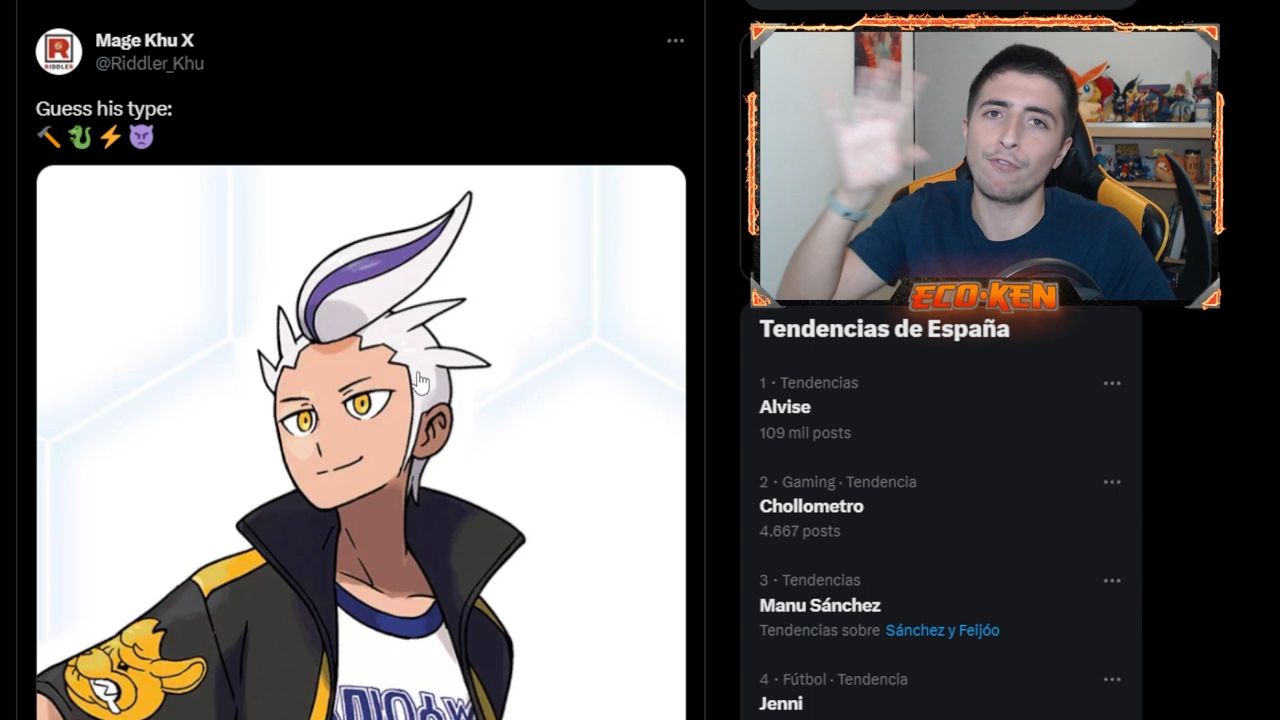 Mage Khu X
@Riddler_Khu
RIDDLER
Guess his type:
ECO·KEN
Tendencias de España
1 · Tendencias
Alvise
109 mil posts
2 · Gaming · Tendencia
Chollometro
4.667 posts
3 · Tendencias
Manu Sánchez
Tendencias sobre Sánchez y Feijóo
4 · Fútbol · Tendencia
Jenni